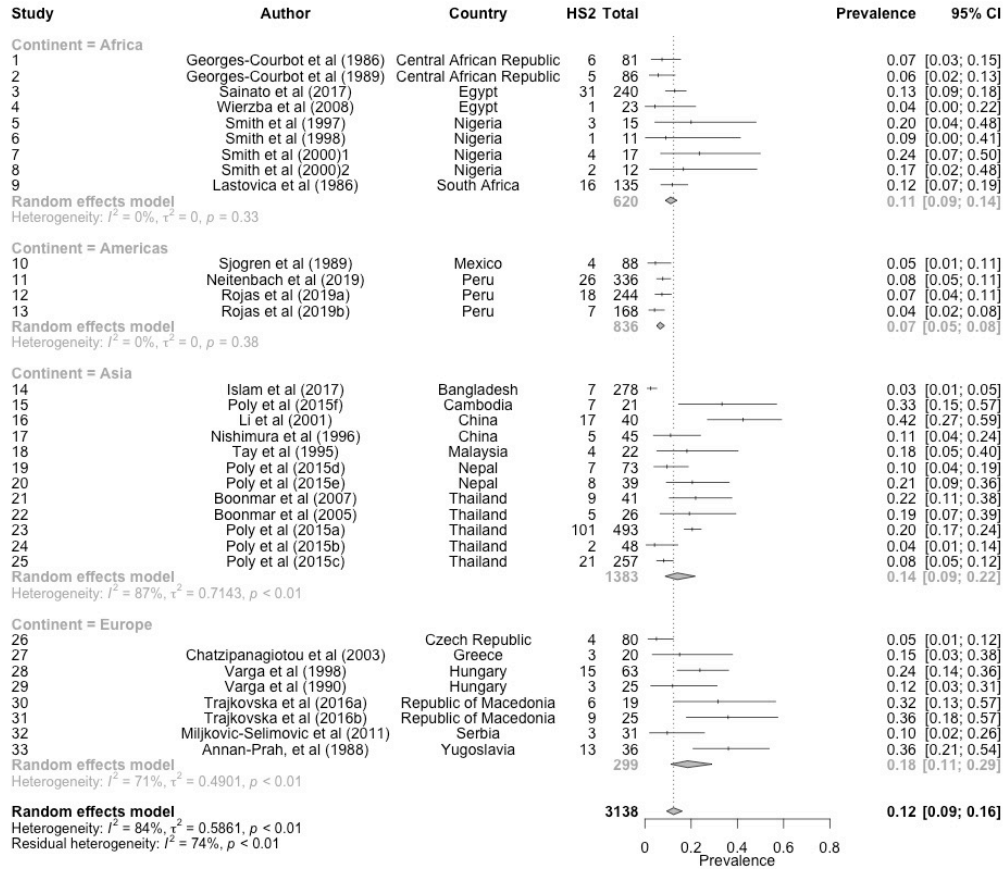 Study Author Country HS2 Total Prevalence 95% CI
Continent = Africa
1 Georges-Courbot et al (1986) Central African Republic 6 81 0.07 [0.03; 0.15]
2 Georges-Courbot et al (1989) Central African Republic 5 86 0.06 [0.02; 0.13]
3 Sainato et al (2017) Egypt 31 240 0.13 [0.09; 0.18]
4 Wierzba et al (2008) Egypt 1 23 0.04 [0.00; 0.22]
5 Smith et al (1997) Nigeria 3 15 0.20 [0.04; 0.48]
6 Smith et al (1998) Nigeria 1 11 0.09 [0.00; 0.41]
7 Smith et al (2000)1 Nigeria 4 17 0.24 [0.07; 0.50]
8 Smith et al (2000)2 Nigeria 2 12 0.17 [0.02; 0.48]
9 Lastovica et al (1986) South Africa 16 135 0.12 [0.07; 0.19]
Random effects model 620 0.11 [0.09; 0.14]
Heterogeneity: I² = 0%, τ² = 0, p = 0.33
Continent = Americas
10 Sjogren et al (1989) Mexico 4 88 0.05 [0.01; 0.11]
11 Neitenbach et al (2019) Peru 26 336 0.08 [0.05; 0.11]
12 Rojas et al (2019a) Peru 18 244 0.07 [0.04; 0.11]
13 Rojas et al (2019b) Peru 7 168 0.04 [0.02; 0.08]
Random effects model 836 0.07 [0.05; 0.08]
Heterogeneity: I² = 0%, τ² = 0, p = 0.38
Continent = Asia
14 Islam et al (2017) Bangladesh 7 278 0.03 [0.01; 0.05]
15 Poly et al (2015f) Cambodia 7 21 0.33 [0.15; 0.57]
16 Li et al (2001) China 17 40 0.42 [0.27; 0.59]
17 Nishimura et al (1996) China 5 45 0.11 [0.04; 0.24]
18 Tay et al (1995) Malaysia 4 22 0.18 [0.05; 0.40]
19 Poly et al (2015d) Nepal 7 73 0.10 [0.04; 0.19]
20 Poly et al (2015e) Nepal 8 39 0.21 [0.09; 0.36]
21 Boonmar et al (2007) Thailand 9 41 0.22 [0.11; 0.38]
22 Boonmar et al (2005) Thailand 5 26 0.19 [0.07; 0.39]
23 Poly et al (2015a) Thailand 101 493 0.20 [0.17; 0.24]
24 Poly et al (2015b) Thailand 2 48 0.04 [0.01; 0.14]
25 Poly et al (2015c) Thailand 21 257 0.08 [0.05; 0.12]
Random effects model 1383 0.14 [0.09; 0.22]
Heterogeneity: I² = 87%, τ² = 0.7143, p < 0.01
Continent = Europe
26 Czech Republic 4 80 0.05 [0.01; 0.12]
27 Chatzipanagiotou et al (2003) Greece 3 20 0.15 [0.03; 0.38]
28 Varga et al (1998) Hungary 15 63 0.24 [0.14; 0.36]
29 Varga et al (1990) Hungary 3 25 0.12 [0.03; 0.31]
30 Trajkovska et al (2016a) Republic of Macedonia 6 19 0.32 [0.13; 0.57]
31 Trajkovska et al (2016b) Republic of Macedonia 9 25 0.36 [0.18; 0.57]
32 Miljkovic-Selimovic et al (2011) Serbia 3 31 0.10 [0.02; 0.26]
33 Annan-Prah, et al (1988) Yugoslavia 13 36 0.36 [0.21; 0.54]
Random effects model 299 0.18 [0.11; 0.29]
Heterogeneity: I² = 71%, τ² = 0.4901, p < 0.01
Random effects model 3138 0.12 [0.09; 0.16]
Heterogeneity: I² = 84%, τ² = 0.5861, p < 0.01
Residual heterogeneity: I² = 74%, p < 0.01
0 0.2 0.4 0.6 0.8
Prevalence